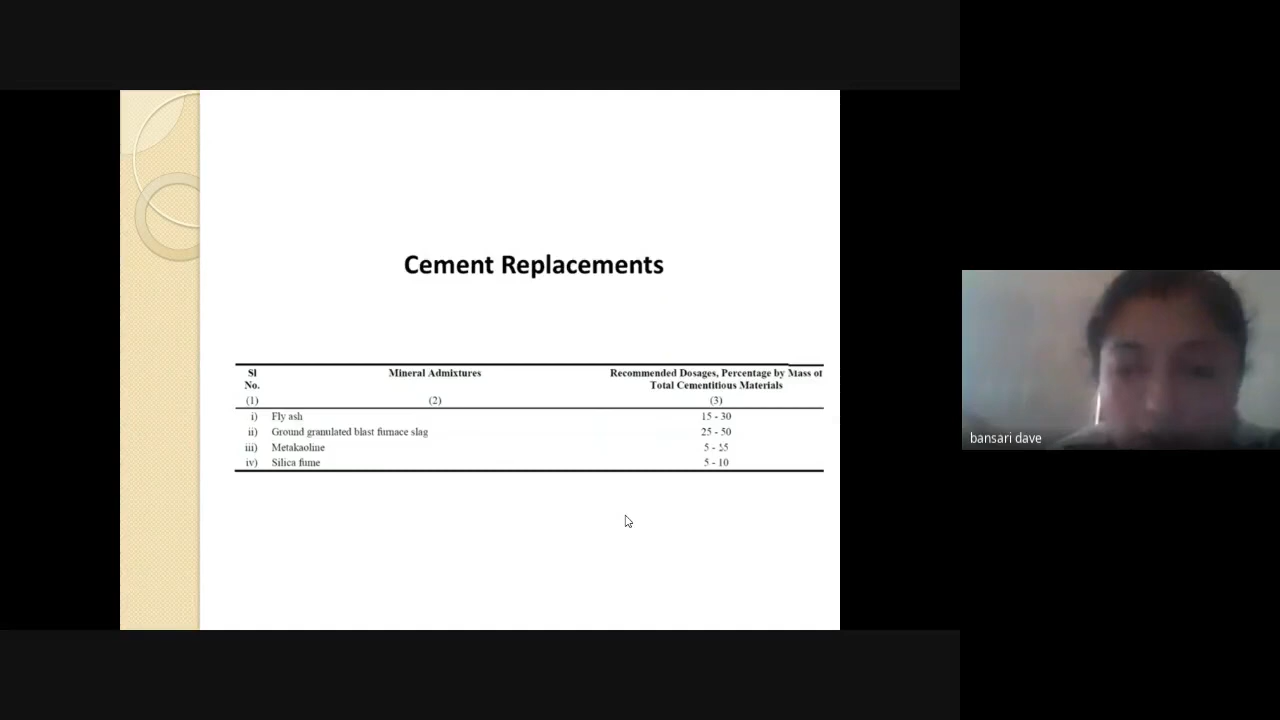 Cement Replacements
Sl Mineral Admixtures Recommended Dosages, Percentage by Mass of
No. Total Cementitious Materials
(1) (2) (3)
i) Fly ash 15 - 30
ii) Ground granulated blast furnace slag 25 - 50
iii) Metakaoline 5 - 15
iv) Silica fume 5 - 10
bansari dave